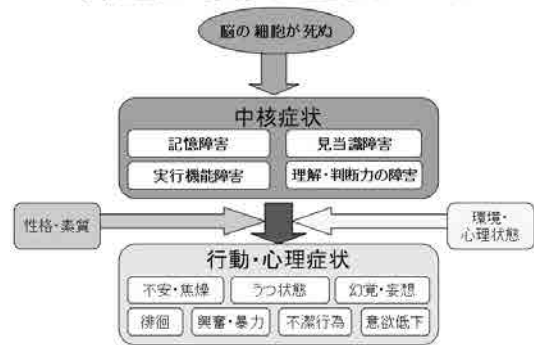 脳の細胞が死ぬ
中核症状
記憶障害 見当識障害
実行機能障害 理解・判断力の障害
性格・素質
環境・
心理状態
行動・心理症状
不安・焦燥 うつ状態 幻覚・妄想
徘徊 興奮・暴力 不潔行為 意欲低下